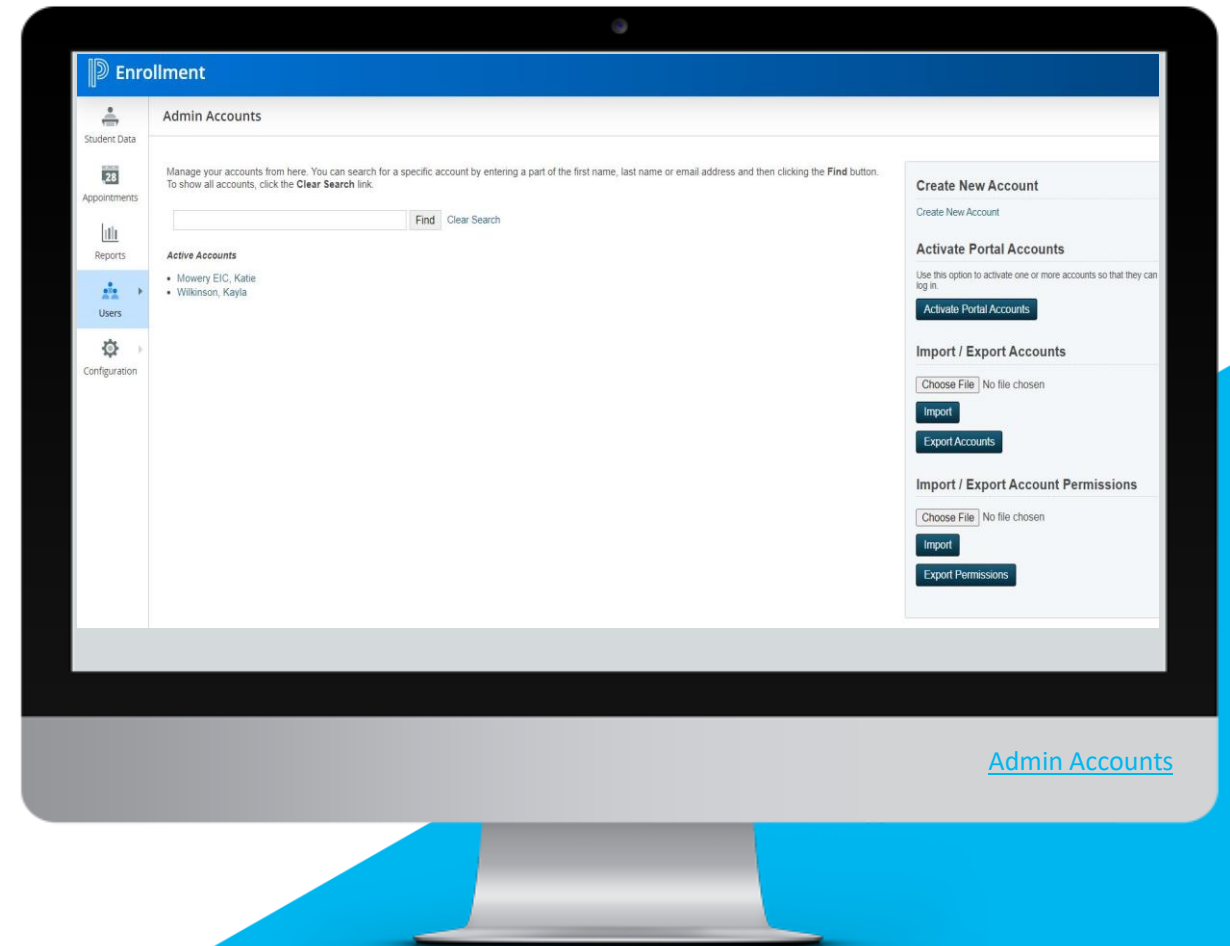 Enrollment
Admin Accounts
Student Data
28
Appointments
Reports
Users
Configuration
Manage your accounts from here. You can search for a specific account by entering a part of the first name, last name or email address and then clicking the Find button.
To show all accounts, click the Clear Search link.
Find Clear Search
Active Accounts
• Mowery EIC, Katie
• Wilkinson, Kayla
Create New Account
Create New Account
Activate Portal Accounts
Use this option to activate one or more accounts so that they can
log in.
Activate Portal Accounts
Import / Export Accounts
Choose File No file chosen
Import
Export Accounts
Import / Export Account Permissions
Choose File No file chosen
Import
Export Permissions
Admin Accounts